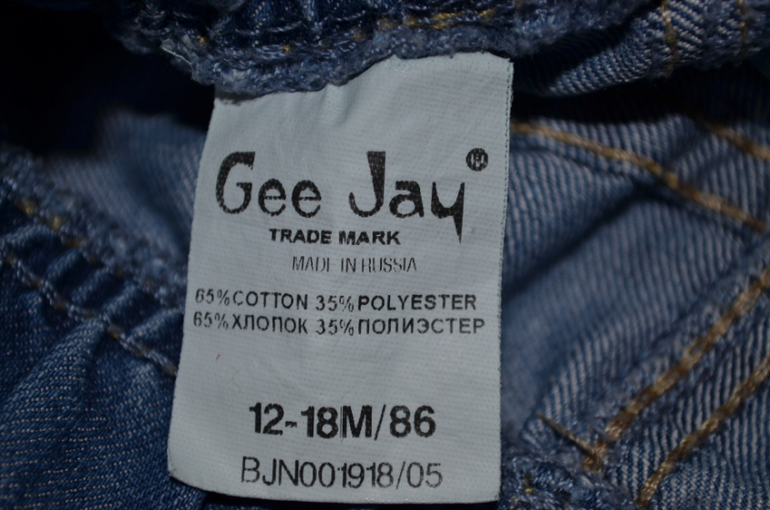 Gee Jay®
TRADE MARK
MADE IN RUSSIA
65%COTTON 35%POLYESTER
65%ХЛОПОК 35%ПОЛИЭСТЕР
12-18M/86
BJN001918/05